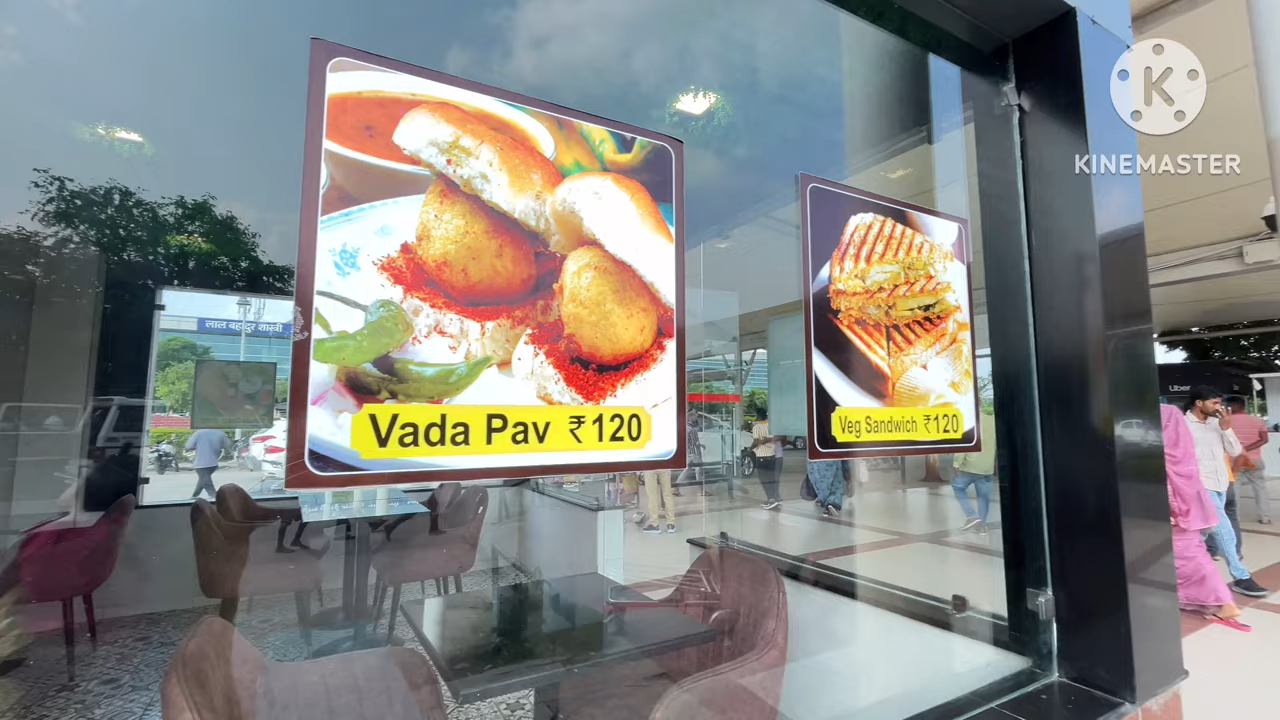 KINEMASTER
लाल बहादुर शास्त्री
Vada Pav ₹120
Veg Sandwich ₹120
Uber